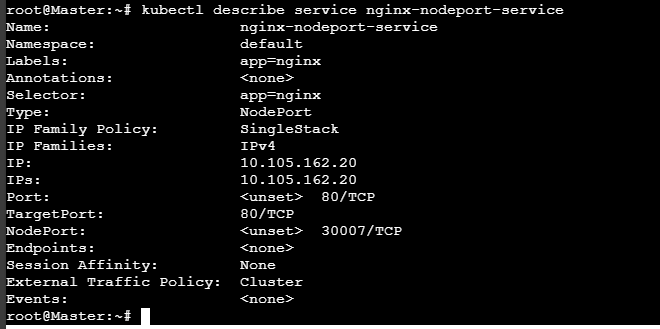 root@Master:~# kubectl describe service nginx-nodeport-service
Name:                     nginx-nodeport-service
Namespace:                default
Labels:                   app=nginx
Annotations:              <none>
Selector:                 app=nginx
Type:                     NodePort
IP Family Policy:         SingleStack
IP Families:              IPv4
IP:                       10.105.162.20
IPs:                      10.105.162.20
Port:                     <unset>  80/TCP
TargetPort:               80/TCP
NodePort:                 <unset>  30007/TCP
Endpoints:                <none>
Session Affinity:         None
External Traffic Policy:  Cluster
Events:                   <none>
root@Master:~#